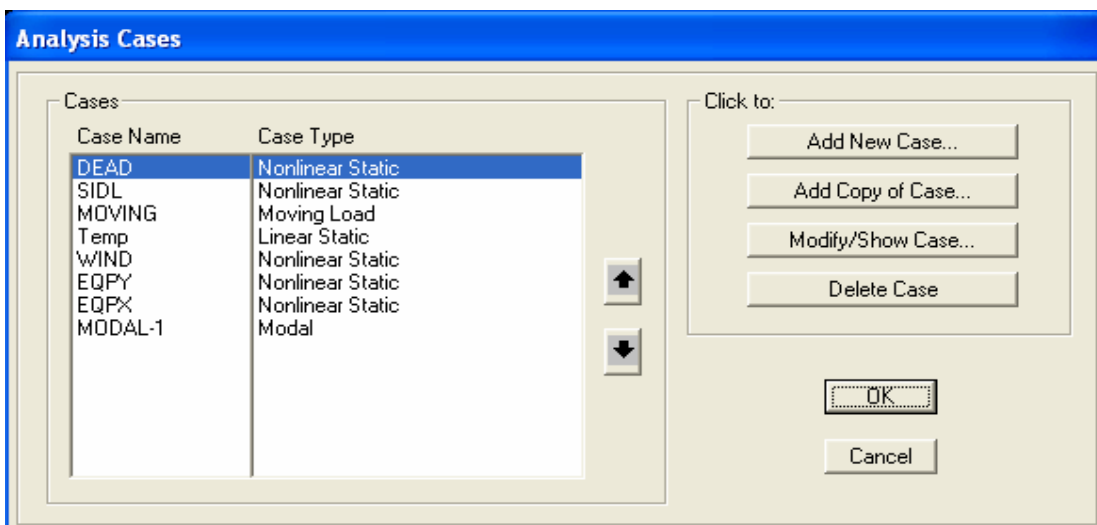 Analysis Cases
Cases
Case Name Case Type
DEAD Nonlinear Static
SIDL Nonlinear Static
MOVING Moving Load
Temp Linear Static
WIND Nonlinear Static
EQPY Nonlinear Static
EQPX Nonlinear Static
MODAL-1 Modal
Click to:
Add New Case...
Add Copy of Case...
Modify/Show Case...
Delete Case
OK
Cancel